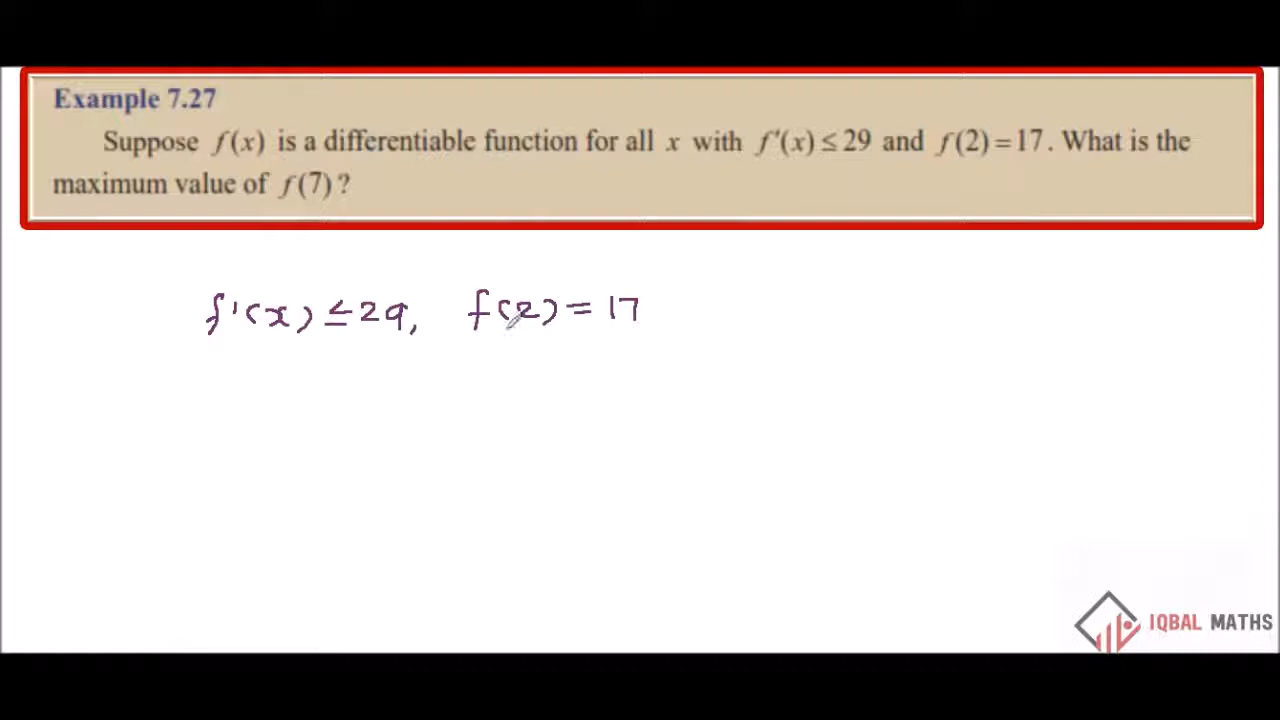 Example 7.27
Suppose f(x) is a differentiable function for all x with f′(x) ≤ 29 and f(2) = 17. What is the
maximum value of f(7) ?
f'(x) ≤ 29, f(2) = 17
IQBAL MATHS